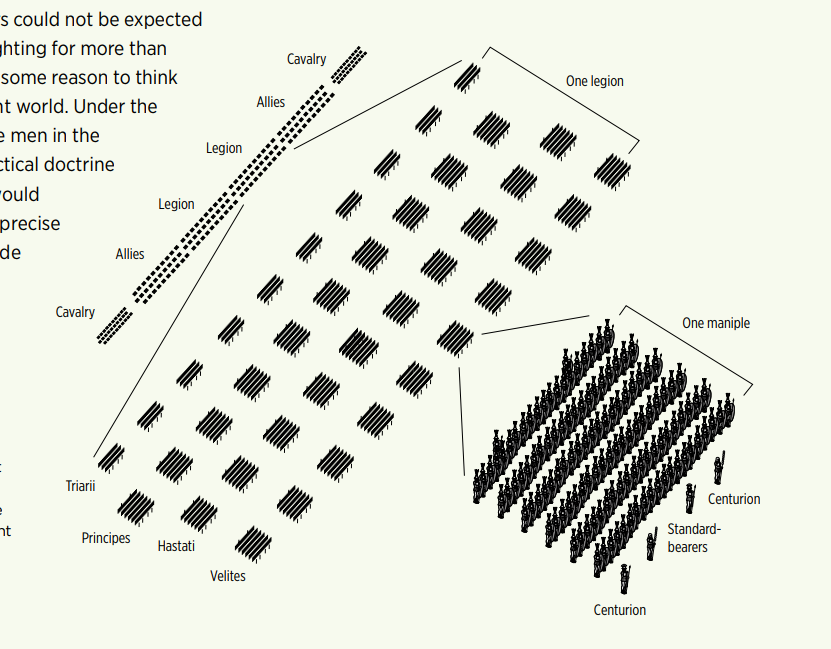 s could not be expected
ghting for more than
some reason to think
nt world. Under the
e men in the
ctical doctrine
would
precise
de
t
e
nt
Cavalry
Allies
Legion
Legion
Allies
Cavalry
One legion
One maniple
Triarii
Principes
Hastati
Velites
Centurion
Standard-
bearers
Centurion